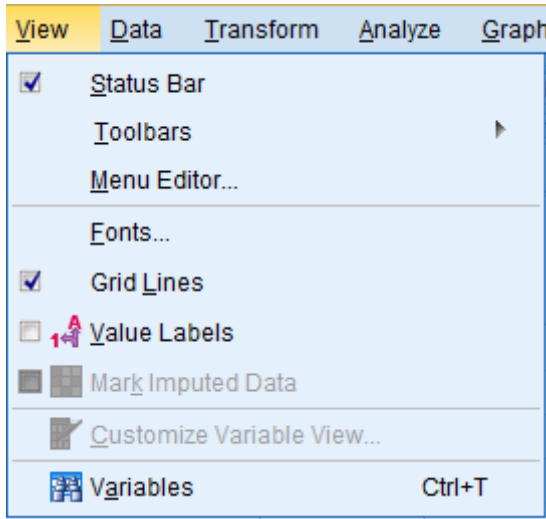 View Data Transform Analyze Graph
Status Bar
Toolbars
Menu Editor...
Fonts...
Grid Lines
1 A Value Labels
Mark Imputed Data
Customize Variable View...
Variables Ctrl+T